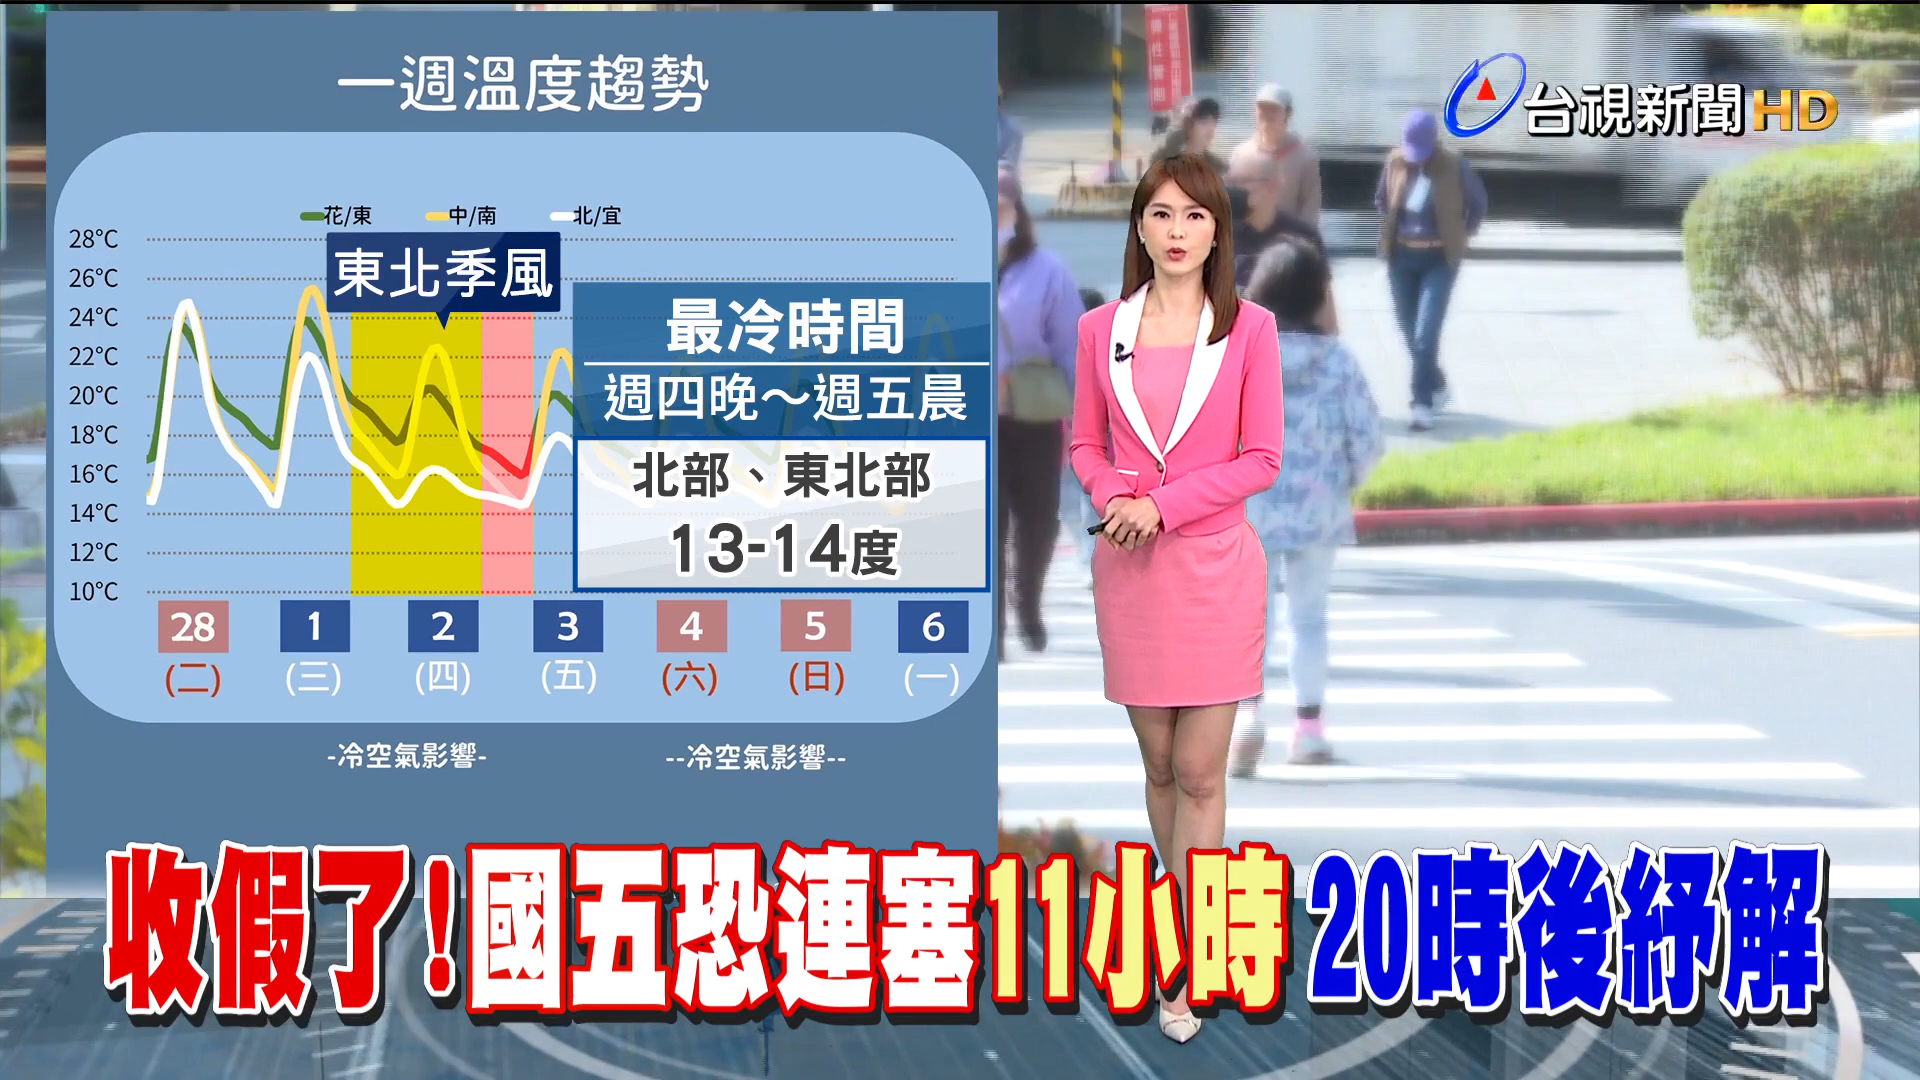 一週溫度趨勢
台視新聞HD
花/東 中/南 北/宜
28°C
26°C
24°C
22°C
20°C
18°C
16°C
14°C
12°C
10°C
東北季風
最冷時間
週四晚～週五晨
北部、東北部
13-14度
28 1 2 3 4 5 6
(二) (三) (四) (五) (六) (日) (一)
-冷空氣影響- --冷空氣影響--
收假了!國五恐連塞11小時 20時後紓解